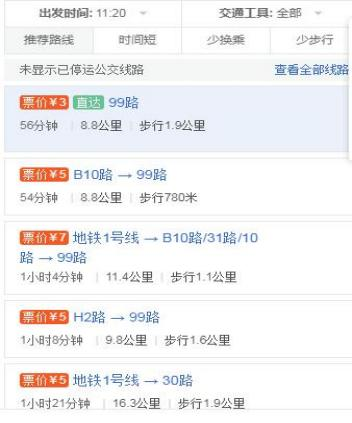 出发时间: 11:20 交通工具: 全部
推荐路线 时间短 少换乘 少步行
未显示已停运公交线路 查看全部线路
票价¥3 直达 99路
56分钟 8.8公里 步行1.9公里
票价¥5 B10路 → 99路
54分钟 8.8公里 步行780米
票价¥7 地铁1号线 → B10路/31路/10
路 → 99路
1小时4分钟 11.4公里 步行1.1公里
票价¥5 H2路 → 99路
1小时8分钟 9.8公里 步行1.6公里
票价¥5 地铁1号线 → 30路
1小时21分钟 16.3公里 步行1.9公里